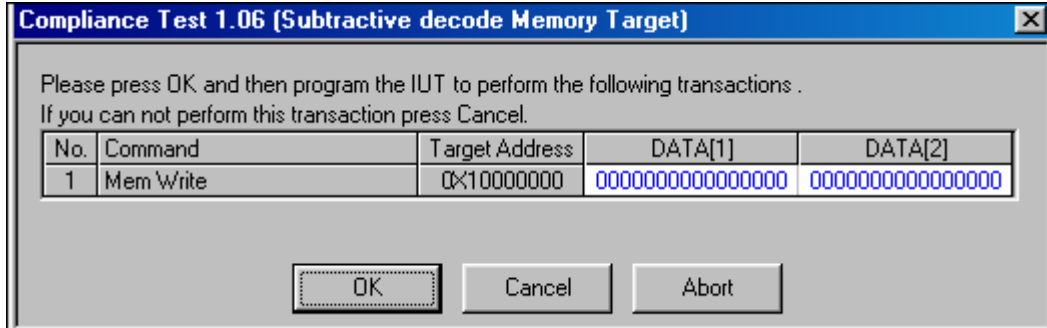 Compliance Test 1.06 (Subtractive decode Memory Target)
Please press OK and then program the IUT to perform the following transactions .
If you can not perform this transaction press Cancel.
No. Command Target Address DATA[1] DATA[2]
1 Mem Write 0X10000000 0000000000000000 0000000000000000
OK Cancel Abort